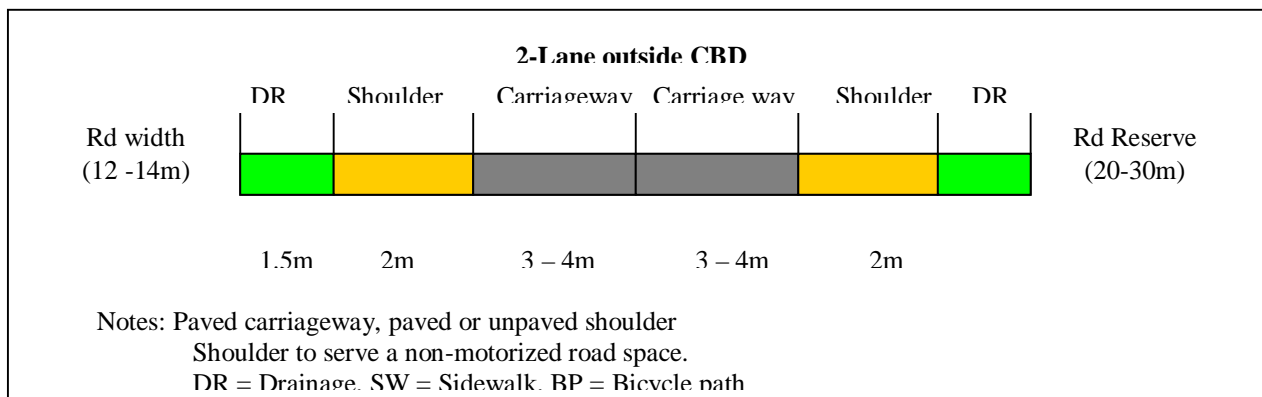 2-Lane outside CBD
DR Shoulder Carriageway Carriage way Shoulder DR
Rd width
(12 -14m)
Rd Reserve
(20-30m)
1.5m 2m 3 – 4m 3 – 4m 2m
Notes: Paved carriageway, paved or unpaved shoulder
Shoulder to serve a non-motorized road space.
DR = Drainage, SW = Sidewalk, BP = Bicycle path